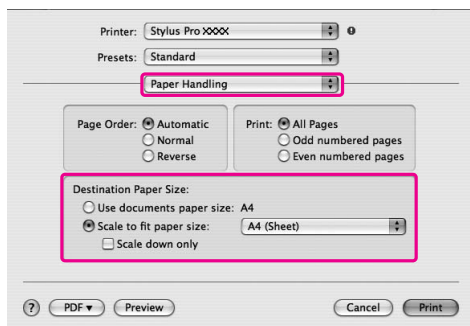 Printer: Stylus Pro XXXX
Presets: Standard
Paper Handling
Page Order: Automatic
Normal
Reverse
Print: All Pages
Odd numbered pages
Even numbered pages
Destination Paper Size:
Use documents paper size: A4
Scale to fit paper size: A4 (Sheet)
Scale down only
? PDF▼ Preview Cancel Print